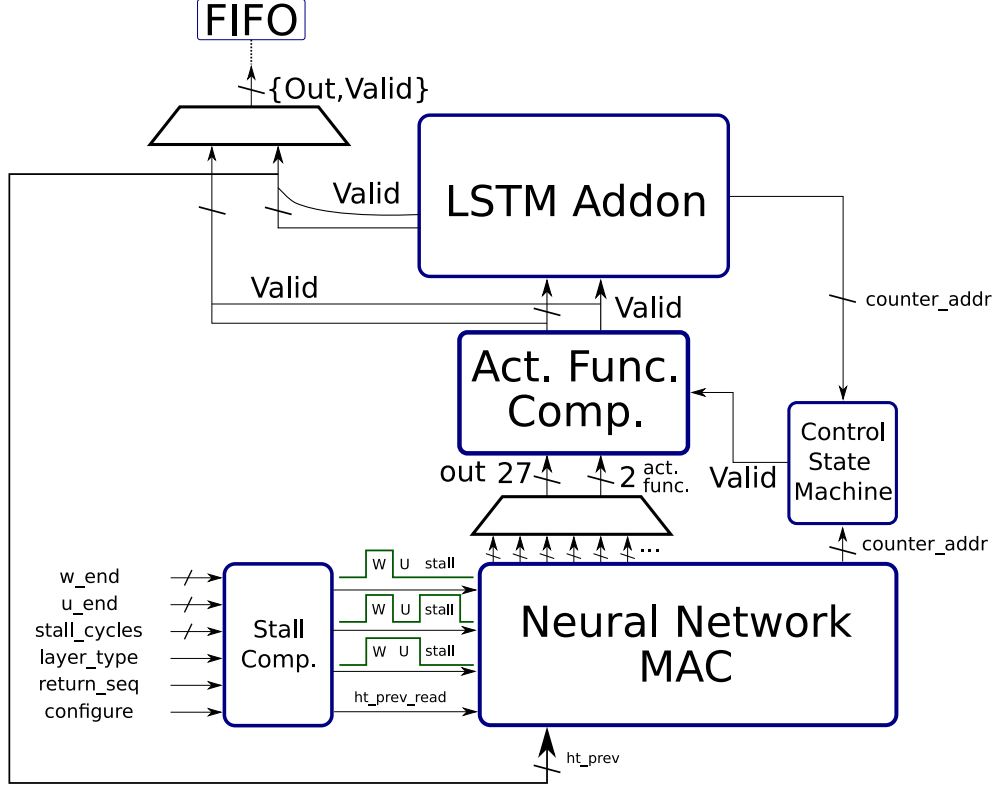 FIFO
{Out,Valid}
Valid
LSTM Addon
Valid
Valid
counter_addr
Act. Func.
Comp.
Control
State
Machine
Valid
out 27
2 act.
func.
...
counter_addr
w_end
u_end
stall_cycles
layer_type
return_seq
configure
Stall
Comp.
W U stall
W U stall
W U stall
ht_prev_read
Neural Network
MAC
ht_prev